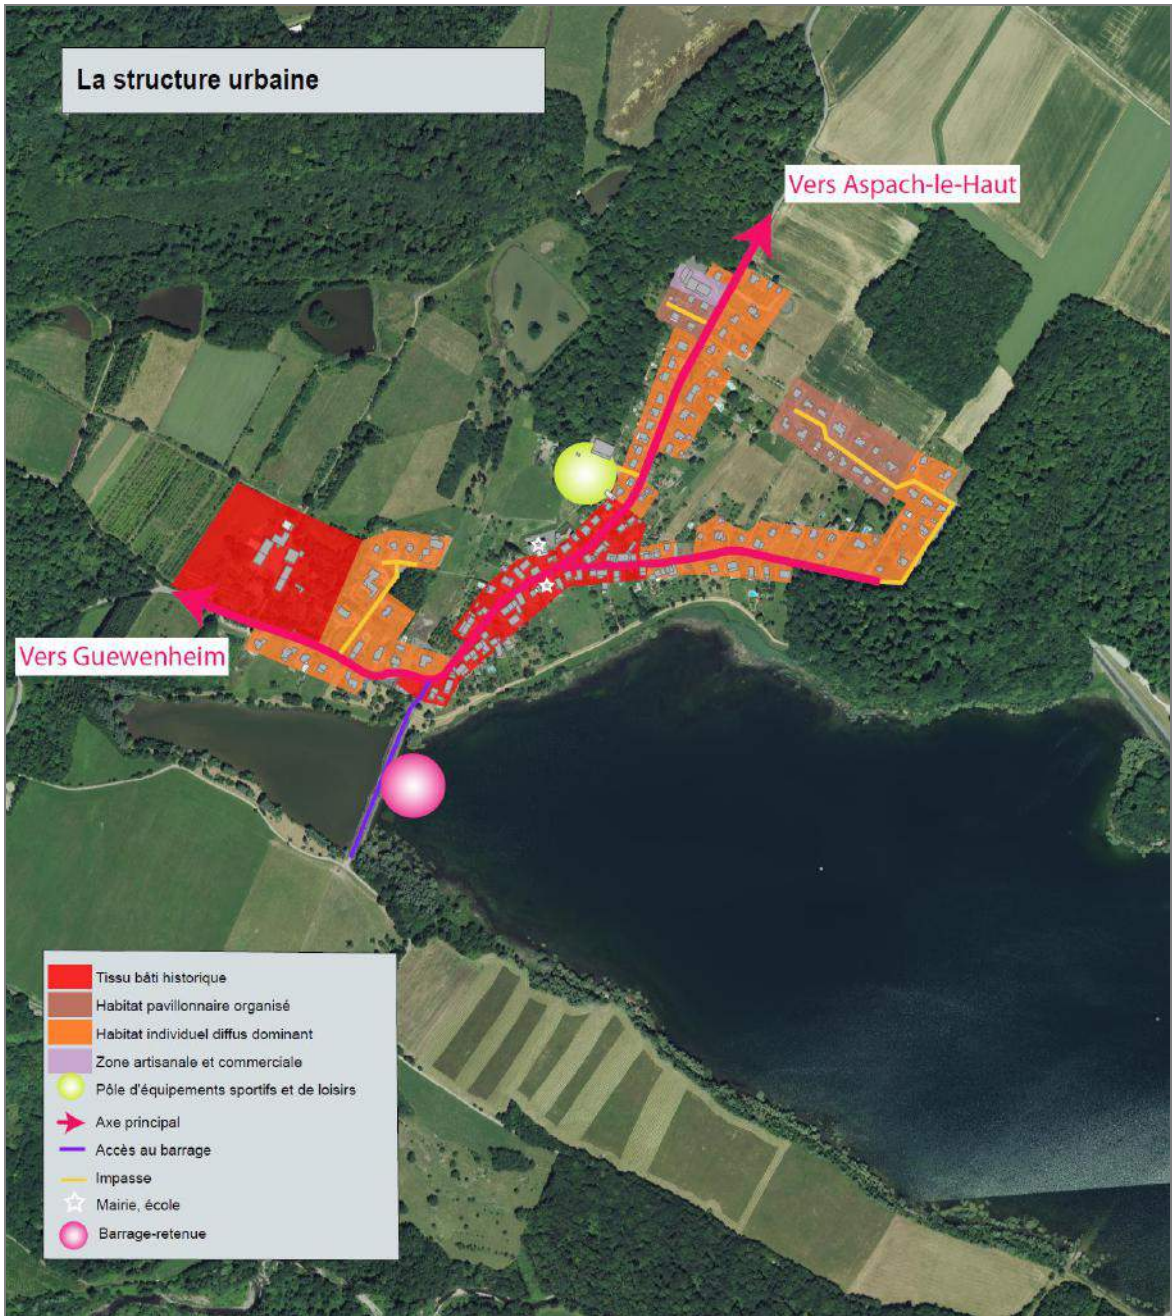 La structure urbaine
Vers Aspach-le-Haut
Vers Guewenheim
Tissu bâti historique
Habitat pavillonnaire organisé
Habitat individuel diffus dominant
Zone artisanale et commerciale
Pôle d'équipements sportifs et de loisirs
Axe principal
Accès au barrage
Impasse
Mairie, école
Barrage-retenue